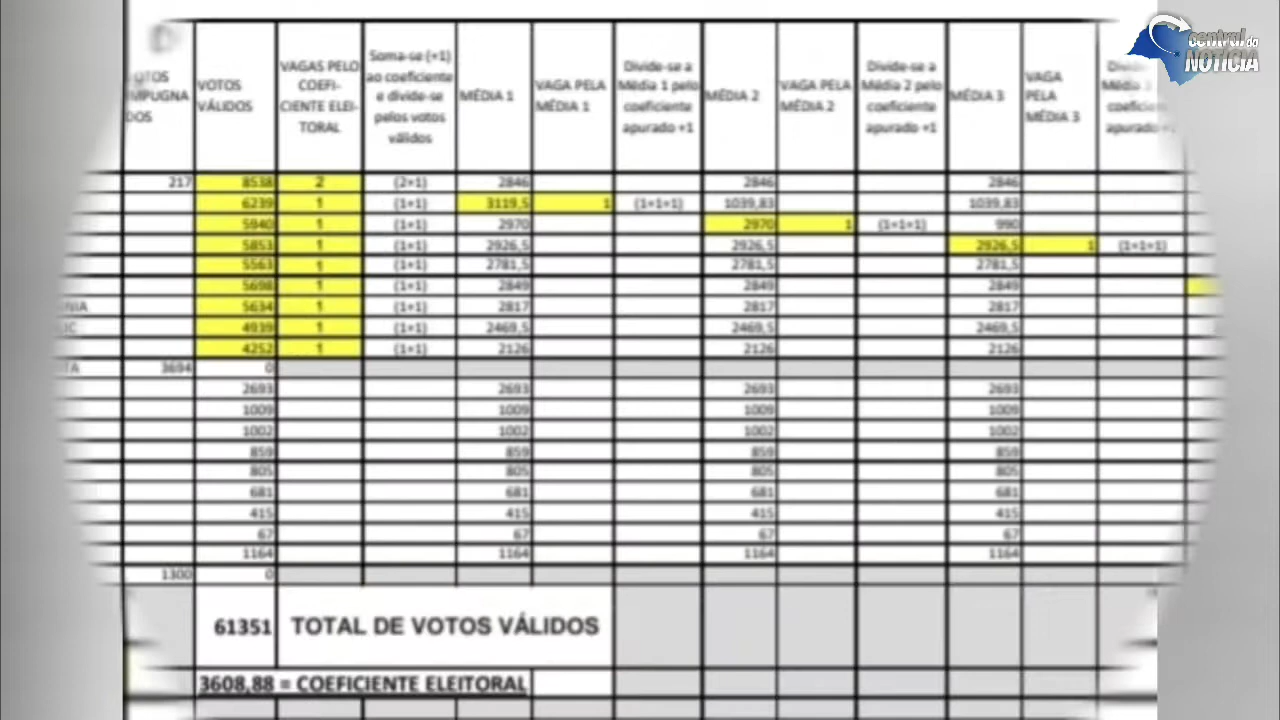 central da
NOTÍCIA
VOTOS
VÁLIDOS
VAGAS PELO
COEFI-
CIENTE ELEI-
TORAL
Soma-se (+1)
ao coeficiente
e divide-se
pelos votos
válidos
MÉDIA 1
VAGA PELA
MÉDIA 1
Divide-se a
Média 1 pelo
coeficiente
apurado +1
MÉDIA 2
VAGA PELA
MÉDIA 2
Divide-se a
Média 2 pelo
coeficiente
apurado +1
MÉDIA 3
VAGA
PELA
MÉDIA 3
217 8538 2 (2+1) 2846 2846 2846
6239 1 (1+1) 3119,5 1 (1+1+1) 1039,83 1039,83
5940 1 (1+1) 2970 2970 1 (1+1+1) 990
5853 1 (1+1) 2926,5 2926,5 2926,5 1 (1+1+1)
5563 1 (1+1) 2781,5 2781,5 2781,5
5698 1 (1+1) 2849 2849 2849
5634 1 (1+1) 2817 2817 2817
4939 1 (1+1) 2469,5 2469,5 2469,5
4252 1 (1+1) 2126 2126 2126
3694 0
2693 2693 2693 2693
1009 1009 1009 1009
1002 1002 1002 1002
859 859 859 859
805 805 805 805
681 681 681 681
415 415 415 415
67 67 67 67
1164 1164 1164 1164
1300 0
61351 TOTAL DE VOTOS VÁLIDOS
3608,88 = COEFICIENTE ELEITORAL